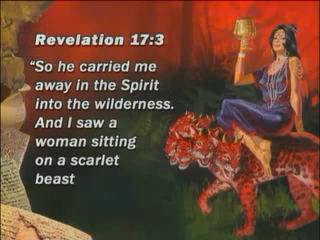 Revelation 17:3
“So he carried me
away in the Spirit
into the wilderness.
And I saw a
woman sitting
on a scarlet
beast